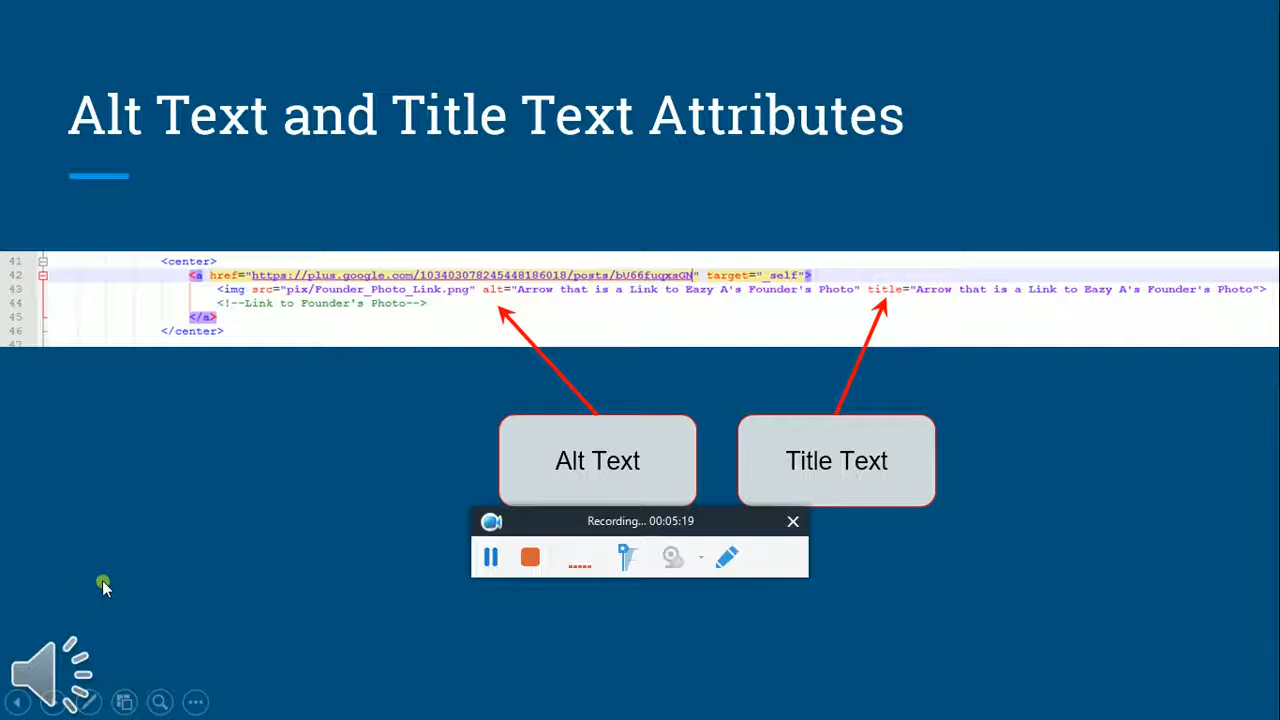 Alt Text and Title Text Attributes
41 <center>
42 <a href="https://plus.google.com/103403078245448186018/posts/bU66fuqxsGN" target="_self">
43 <img src="pix/Founder_Photo_Link.png" alt="Arrow that is a Link to Eazy A's Founder's Photo" title="Arrow that is a Link to Eazy A's Founder's Photo">
44 <!--Link to Founder's Photo-->
45 </a>
46 </center>
47
Alt Text
Title Text
Recording... 00:05:19